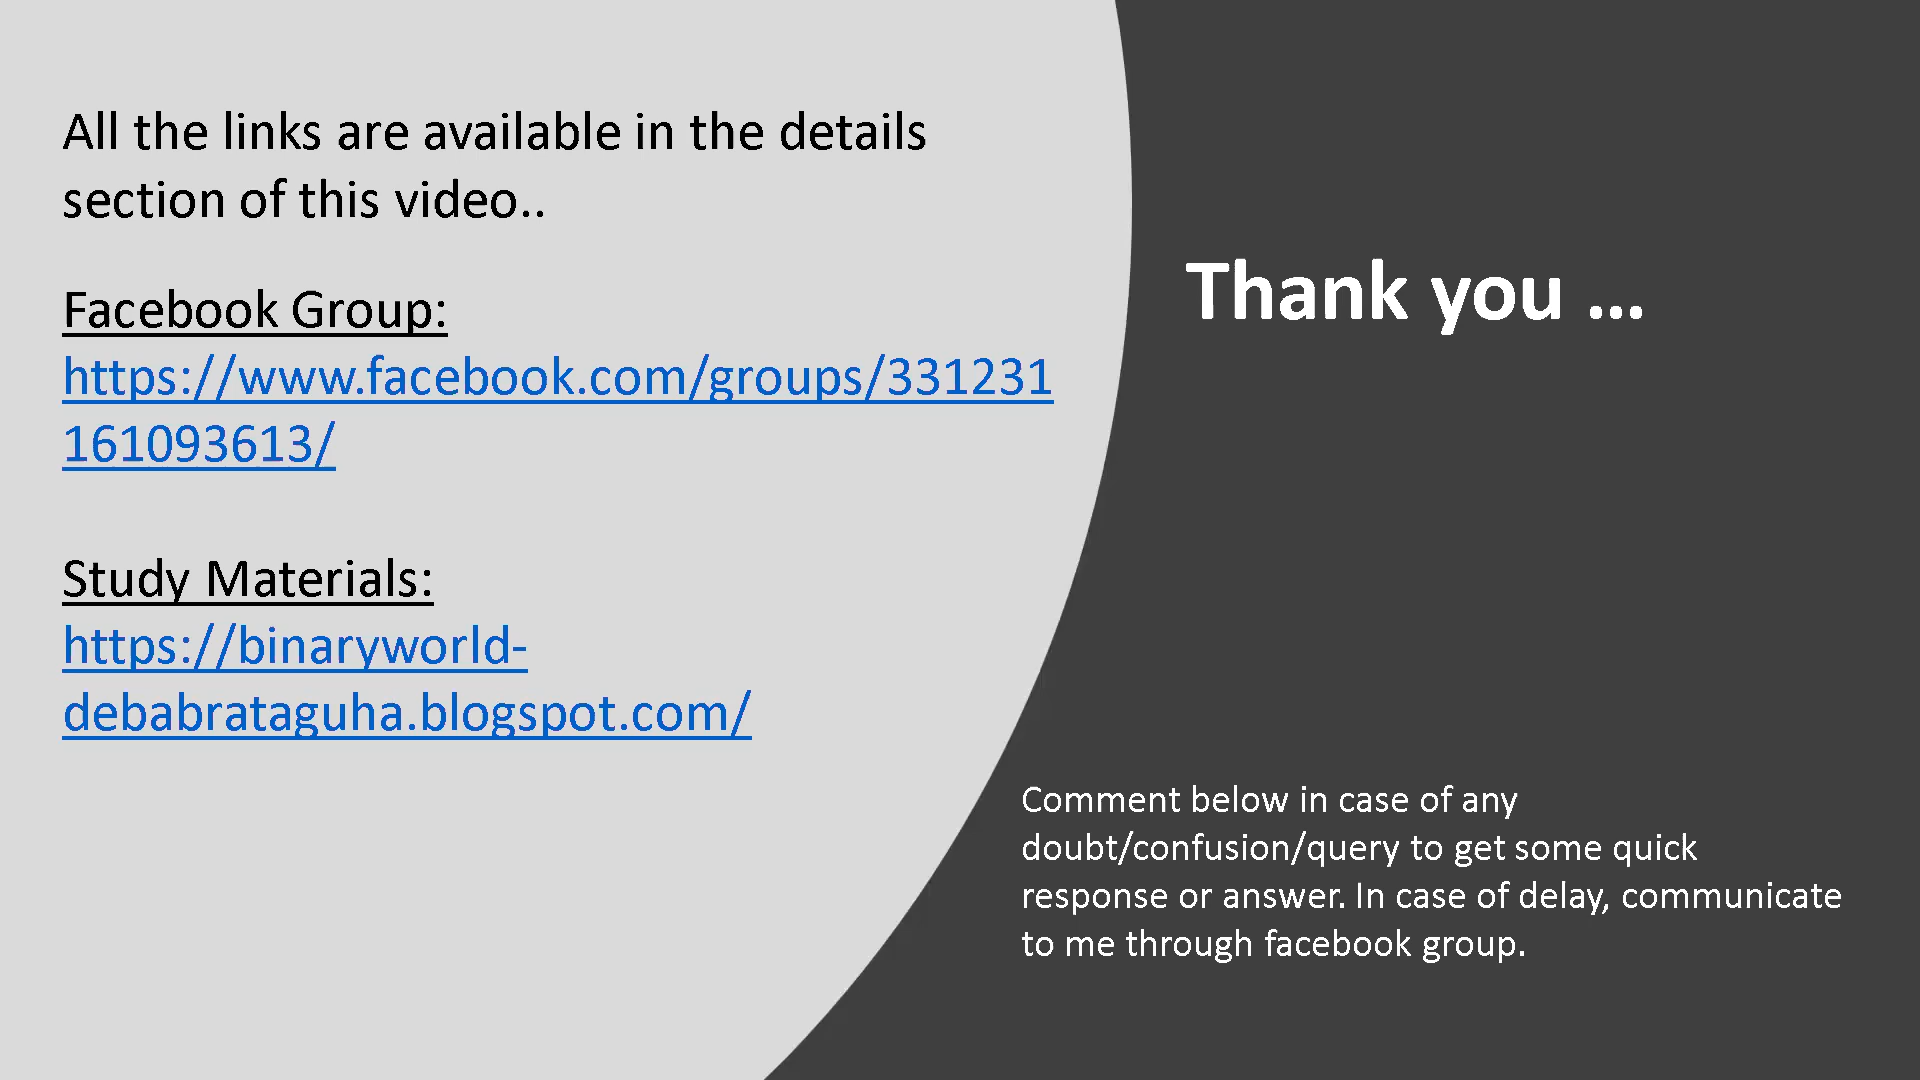 All the links are available in the details
section of this video..
Facebook Group:
https://www.facebook.com/groups/331231
161093613/
Study Materials:
https://binaryworld-
debabrataguha.blogspot.com/
Thank you ...
Comment below in case of any
doubt/confusion/query to get some quick
response or answer. In case of delay, communicate
to me through facebook group.